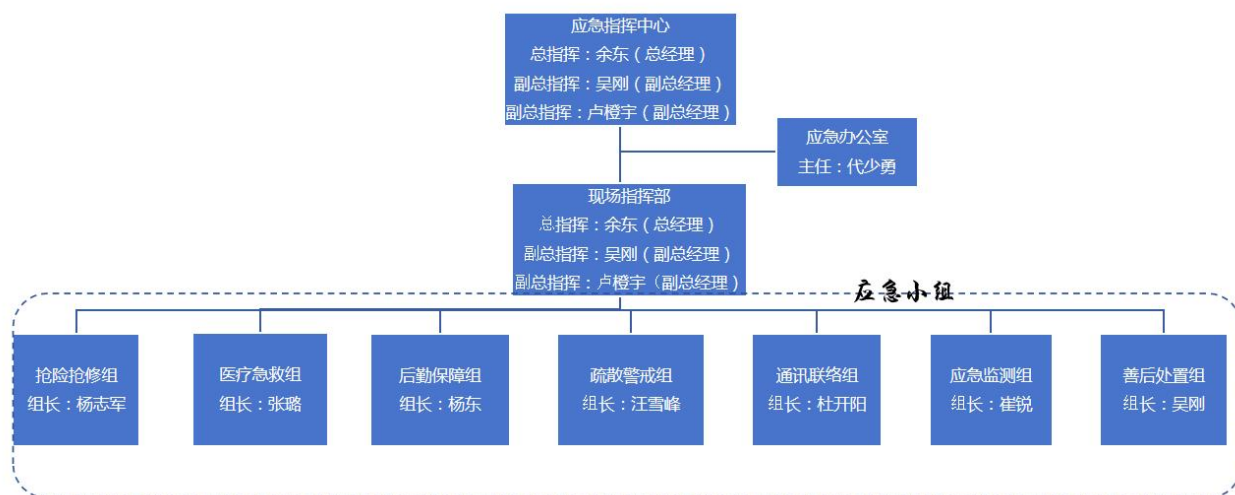 应急指挥中心
总指挥：余东（总经理）
副总指挥：吴刚（副总经理）
副总指挥：卢橙宇（副总经理）
应急办公室
主任：代少勇
现场指挥部
总指挥：余东（总经理）
副总指挥：吴刚（副总经理）
副总指挥：卢橙宇（副总经理）
应急小组
抢险抢修组
组长：杨志军
医疗急救组
组长：张璐
后勤保障组
组长：杨东
疏散警戒组
组长：汪雪峰
通讯联络组
组长：杜开阳
应急监测组
组长：崔锐
善后处置组
组长：吴刚